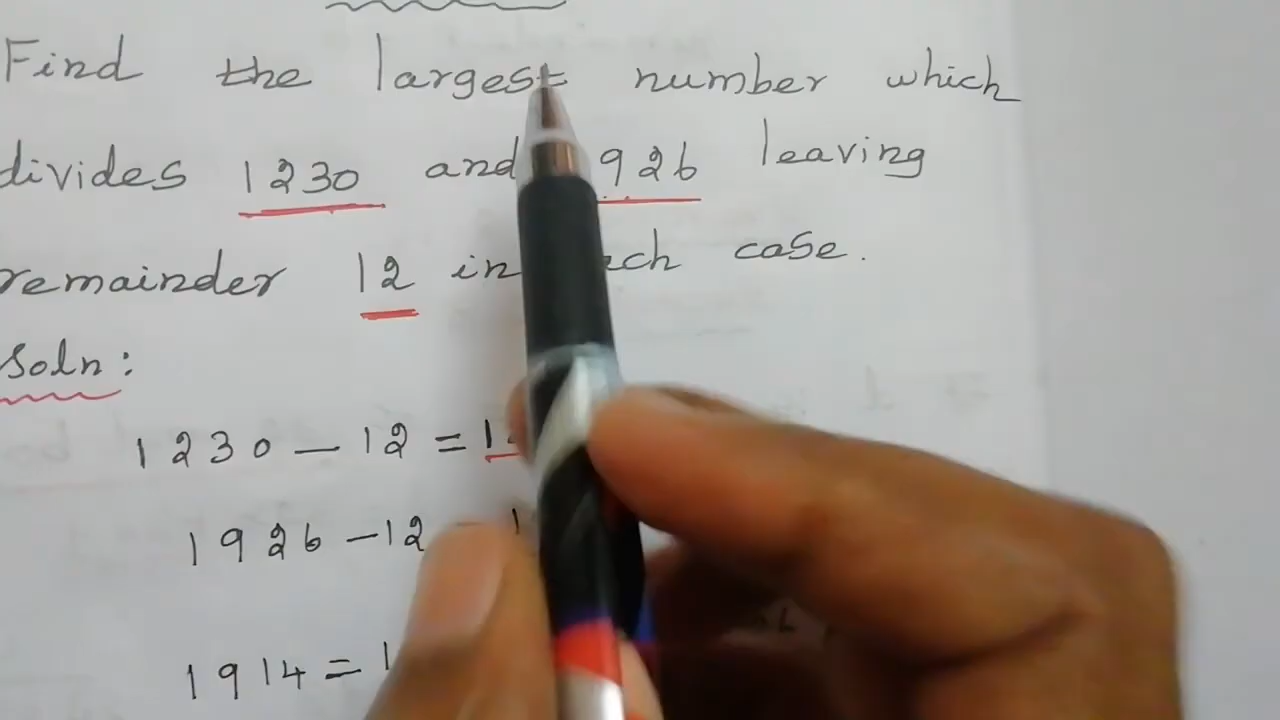 Find the largest number which
divides 1230 and 926 leaving
remainder 12 in case.
Soln:
1230 - 12 = 1
1926 - 12
1914 = 1